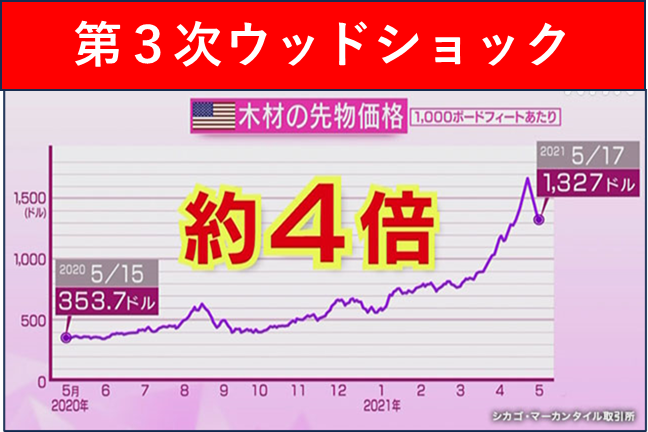 第３次ウッドショック
木材の先物価格
1,000ボードフィートあたり
2021 5/17
1,327ドル
約4倍
2020 5/15
353.7ドル
1,500
(ドル)
1,000
500
0
5月 6 7 8 9 10 11 12 1 2 3 4 5
2020年 2021年
シカゴ・マーカンタイル取引所